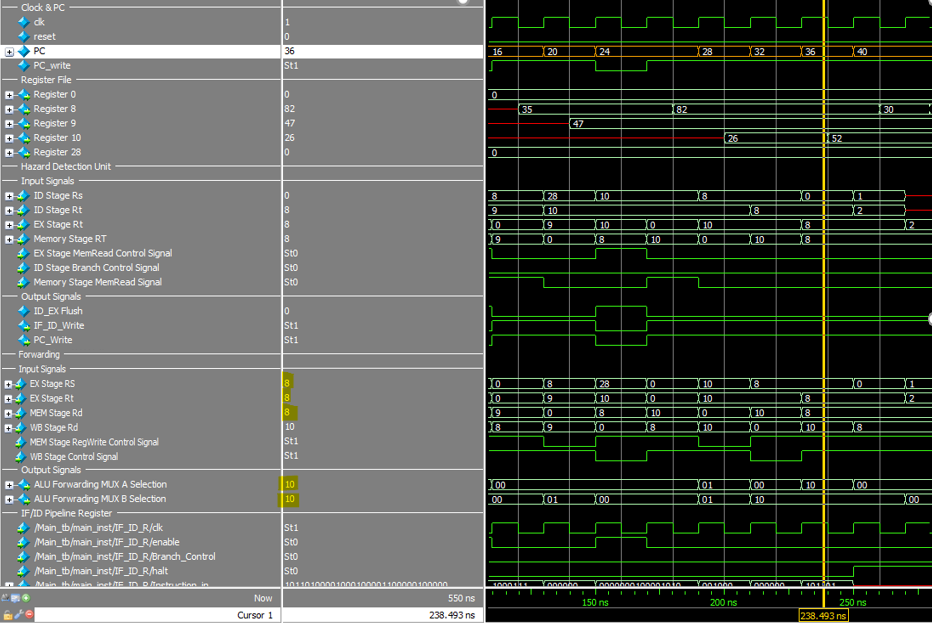 Clock & PC
clk 1
reset 0
PC 36 16 20 24 28 32 36 40
PC_write St1
Register File
Register 0 0 0
Register 8 82 35 82 30
Register 9 47 47
Register 10 26 26 52
Register 28 0 0
Hazard Detection Unit
Input Signals
ID Stage Rs 0 8 28 10 8 0 1
ID Stage Rt 8 9 10 8 2
EX Stage Rt 8 0 9 10 0 10 8 2
Memory Stage RT 8 9 0 8 10 0 10 8
EX Stage MemRead Control Signal St0
ID Stage Branch Control Signal St0
Memory Stage MemRead Signal St0
Output Signals
ID_EX Flush 0
IF_ID_Write St1
PC_Write St1
Forwarding
Input Signals
EX Stage RS 8 0 8 28 0 10 8 0 1
EX Stage Rt 8 0 9 10 0 10 8 2
MEM Stage Rd 8 9 0 8 10 0 10 8
WB Stage Rd 10 8 9 0 8 10 0 10 8
MEM Stage RegWrite Control Signal St1
WB Stage Control Signal St1
Output Signals
ALU Forwarding MUX A Selection 10 00 01 00 10 00
ALU Forwrading MUX B Selection 10 00 01 00 01 10 00
IF/ID Pipeline Register
/Main_tb/main_inst/IF_ID_R/clk St1
/Main_tb/main_inst/IF_ID_R/enable St0
/Main_tb/main_inst/IF_ID_R/Branch_Control St0
/Main_tb/main_inst/IF_ID_R/halt St0
/Main_tb/main_inst/IF_ID_R/Instruction_in
Now 550 ns 150 ns 200 ns 250 ns
Cursor 1 238.493 ns 238.493 ns